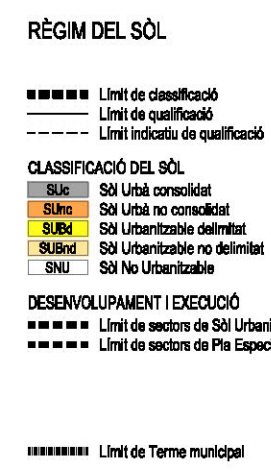 RÈGIM DEL SÒL
Límit de classificació
Límit de qualificació
Límit indicatiu de qualificació
CLASSIFICACIÓ DEL SÒL
SUc Sòl Urbà consolidat
SUnc Sòl Urbà no consolidat
SUBd Sòl Urbanitzable delimitat
SUBnd Sòl Urbanitzable no delimitat
SNU Sòl No Urbanitzable
DESENVOLUPAMENT I EXECUCIÓ
Límit de sectors de Sòl Urbani
Límit de sectors de Pla Especi
Límit de Terme municipal